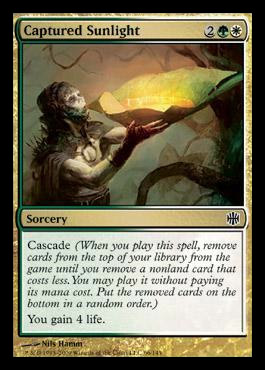 Captured Sunlight 2
Sorcery
Cascade (When you play this spell, remove
cards from the top of your library from the
game until you remove a nonland card that
costs less.You may play it without paying
its mana cost. Put the removed cards on the
bottom in a random order.)
You gain 4 life.
Nils Hamm